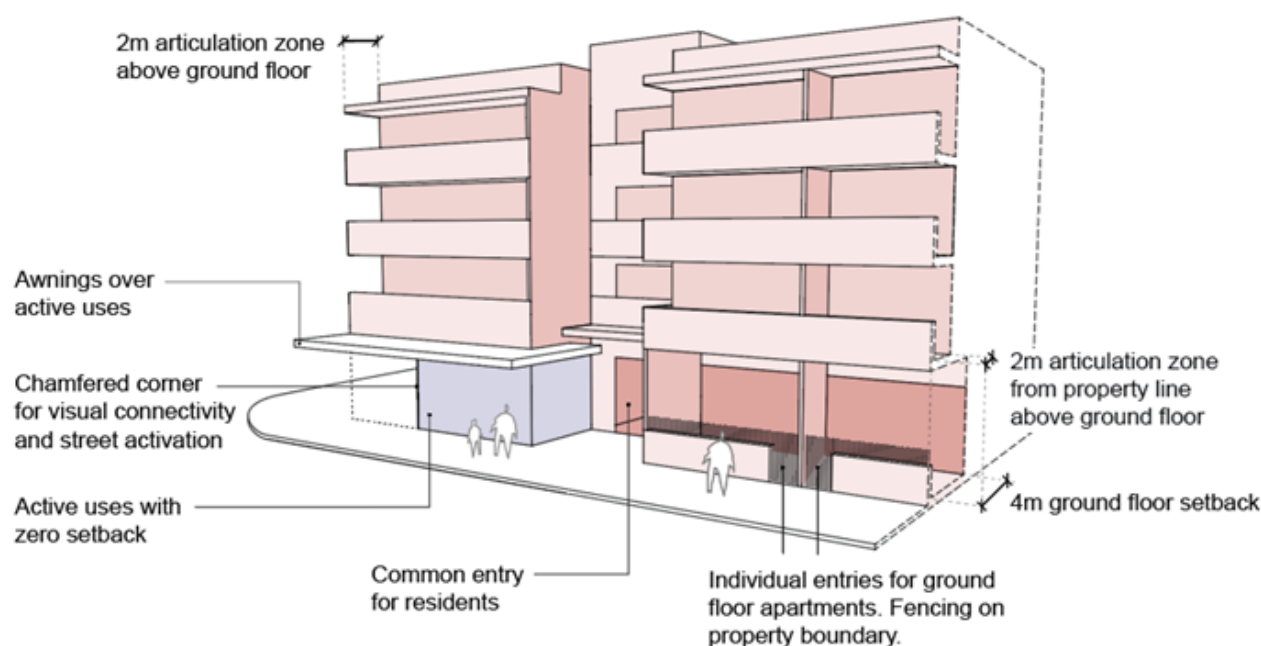 2m articulation zone
above ground floor
Awnings over
active uses
Chamfered corner
for visual connectivity
and street activation
Active uses with
zero setback
Common entry
for residents
Individual entries for ground
floor apartments. Fencing on
property boundary.
2m articulation zone
from property line
above ground floor
4m ground floor setback